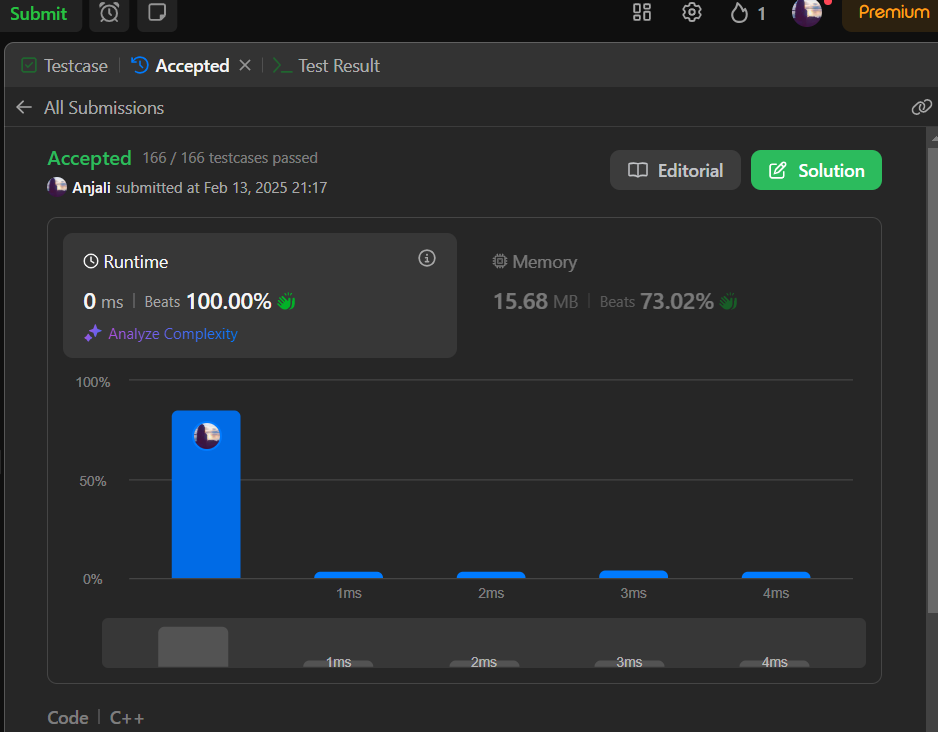 Submit 1 Premium
Testcase Accepted Test Result
All Submissions
Accepted 166 / 166 testcases passed
Anjali submitted at Feb 13, 2025 21:17
Editorial Solution
Runtime
0 ms Beats 100.00%
Analyze Complexity
Memory
15.68 MB Beats 73.02%
100%
50%
0%
1ms 2ms 3ms 4ms
1ms 2ms 3ms 4ms
Code C++